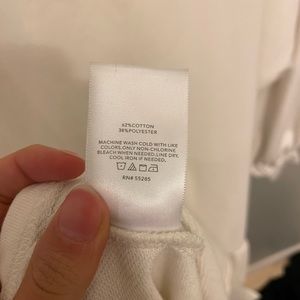 62%COTTON
38%POLYESTER
MACHINE WASH COLD WITH LIKE
COLORS.ONLY NON-CHLORINE
BLEACH WHEN NEEDED.LINE DRY,
COOL IRON IF NEEDED.
RN# 55285